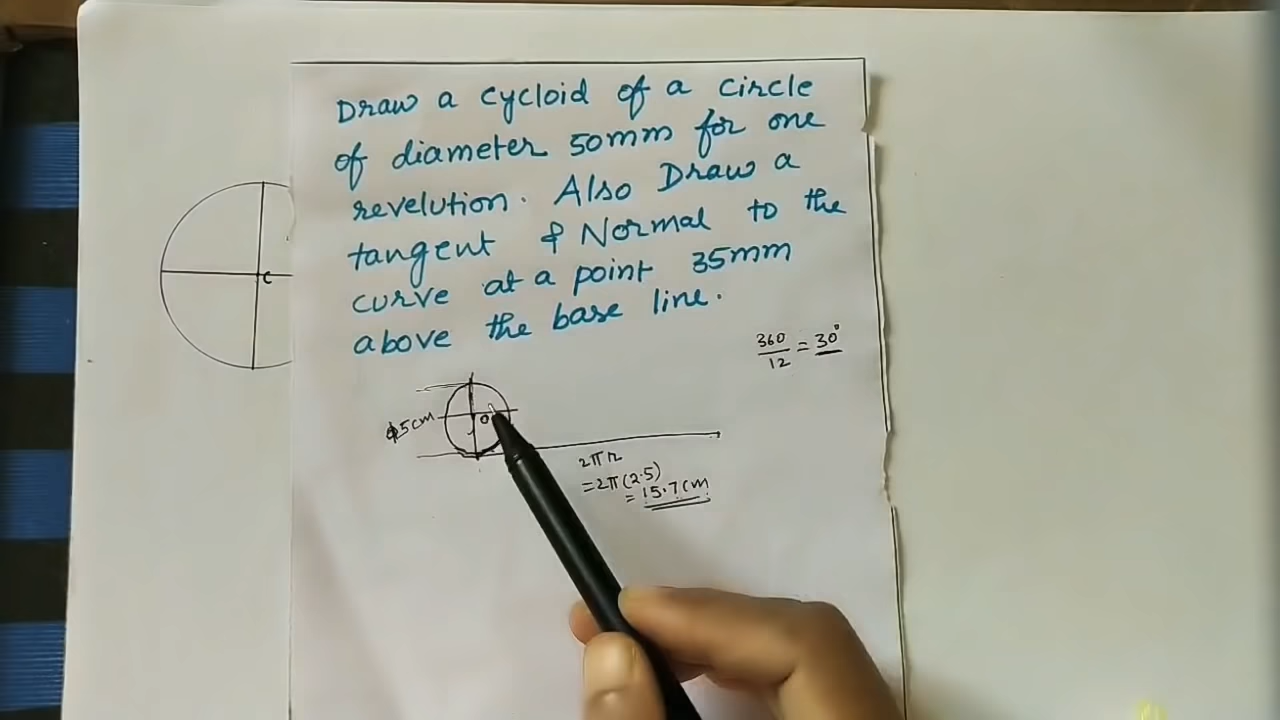 Draw a cycloid of a circle
of diameter 50mm for one
revelution. Also Draw a
tangent & Normal to the
curve at a point 35mm
above the base line.
360/12 = 30°
C
ϕ5cm
O
2πr
=2π(2.5)
= 15.7cm